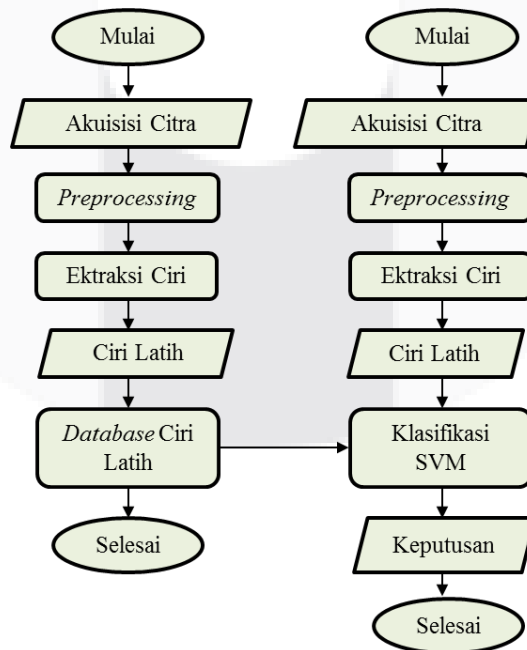 Mulai
Akuisisi Citra
Preprocessing
Ektraksi Ciri
Ciri Latih
Database Ciri
Latih
Selesai
Mulai
Akuisisi Citra
Preprocessing
Ektraksi Ciri
Ciri Latih
Klasifikasi
SVM
Keputusan
Selesai